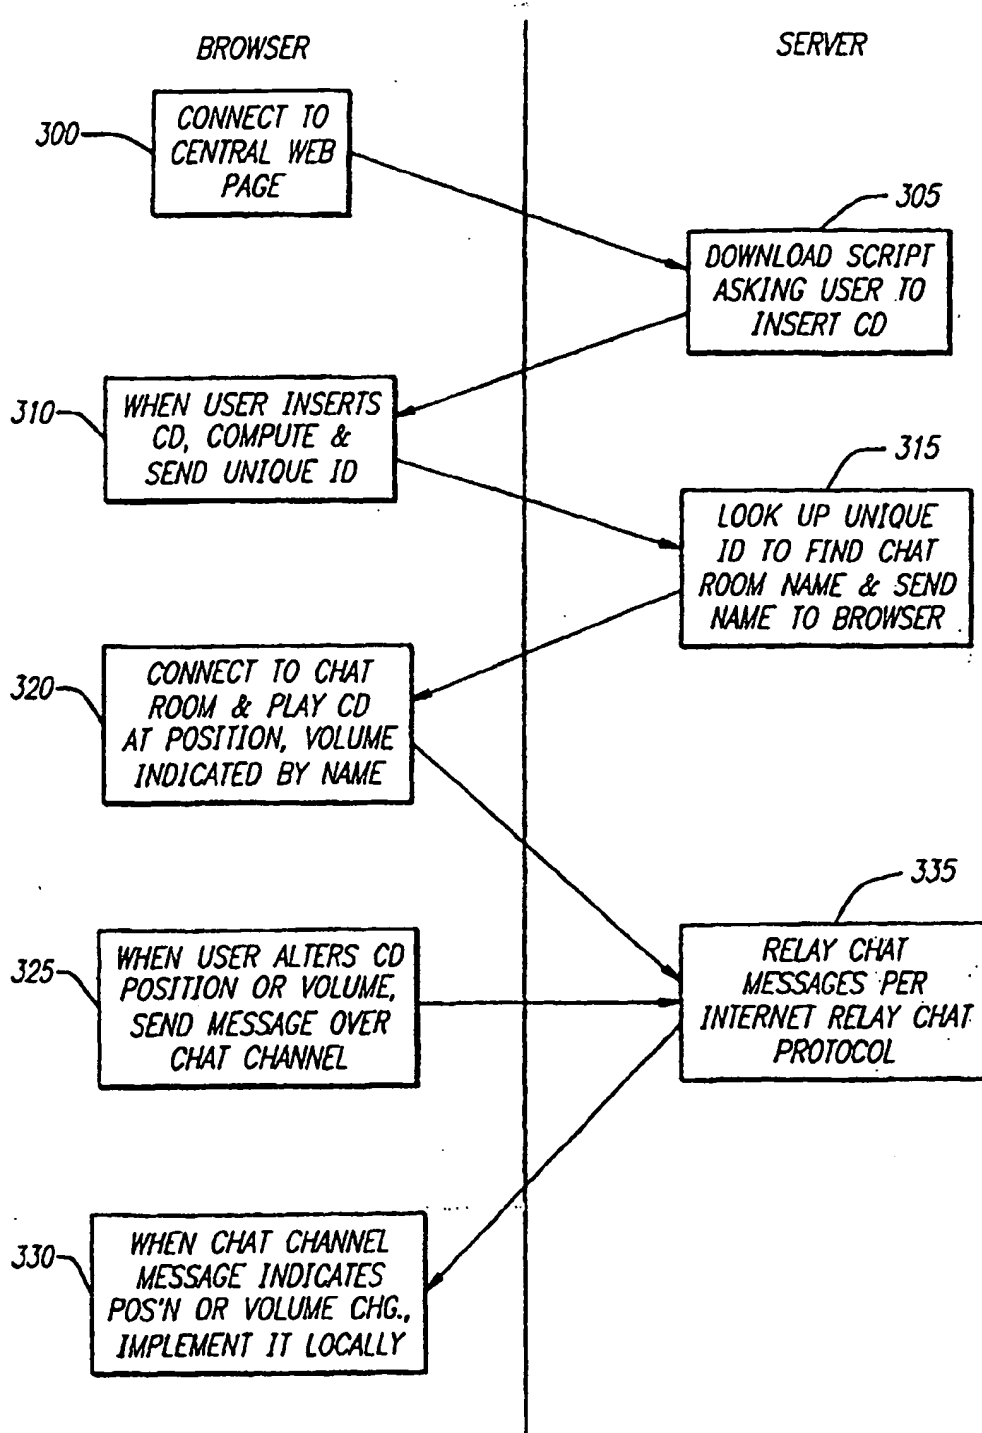 BROWSER
SERVER
300
CONNECT TO
CENTRAL WEB
PAGE
305
DOWNLOAD SCRIPT
ASKING USER TO
INSERT CD
310
WHEN USER INSERTS
CD, COMPUTE &
SEND UNIQUE ID
315
LOOK UP UNIQUE
ID TO FIND CHAT
ROOM NAME & SEND
NAME TO BROWSER
320
CONNECT TO CHAT
ROOM & PLAY CD
AT POSITION, VOLUME
INDICATED BY NAME
325
WHEN USER ALTERS CD
POSITION OR VOLUME,
SEND MESSAGE OVER
CHAT CHANNEL
335
RELAY CHAT
MESSAGES PER
INTERNET RELAY CHAT
PROTOCOL
330
WHEN CHAT CHANNEL
MESSAGE INDICATES
POS'N OR VOLUME CHG.,
IMPLEMENT IT LOCALLY